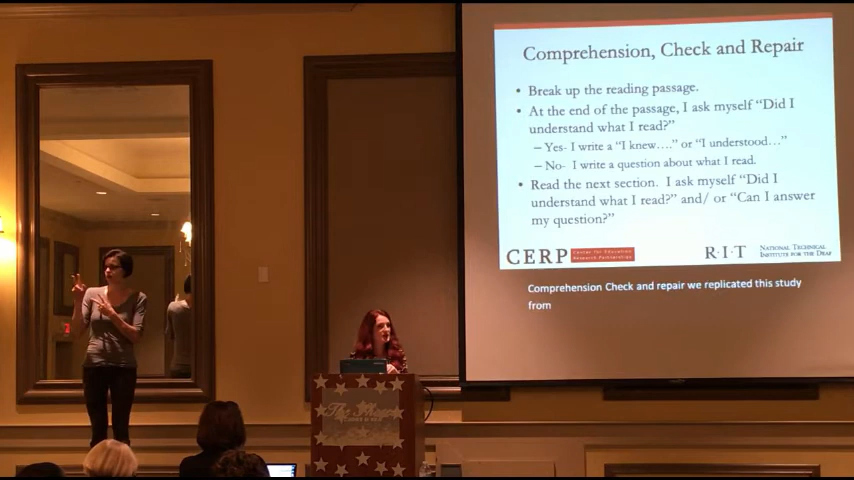 Comprehension, Check and Repair
• Break up the reading passage.
• At the end of the passage, I ask myself “Did I
understand what I read?”
– Yes- I write a “I knew….” or “I understood…”
– No- I write a question about what I read.
• Read the next section. I ask myself “Did I
understand what I read?” and/ or “Can I answer
my question?”
CERP Center for Education
Research Partnerships
R·I·T NATIONAL TECHNICAL
INSTITUTE FOR THE DEAF
Comprehension Check and repair we replicated this study
from